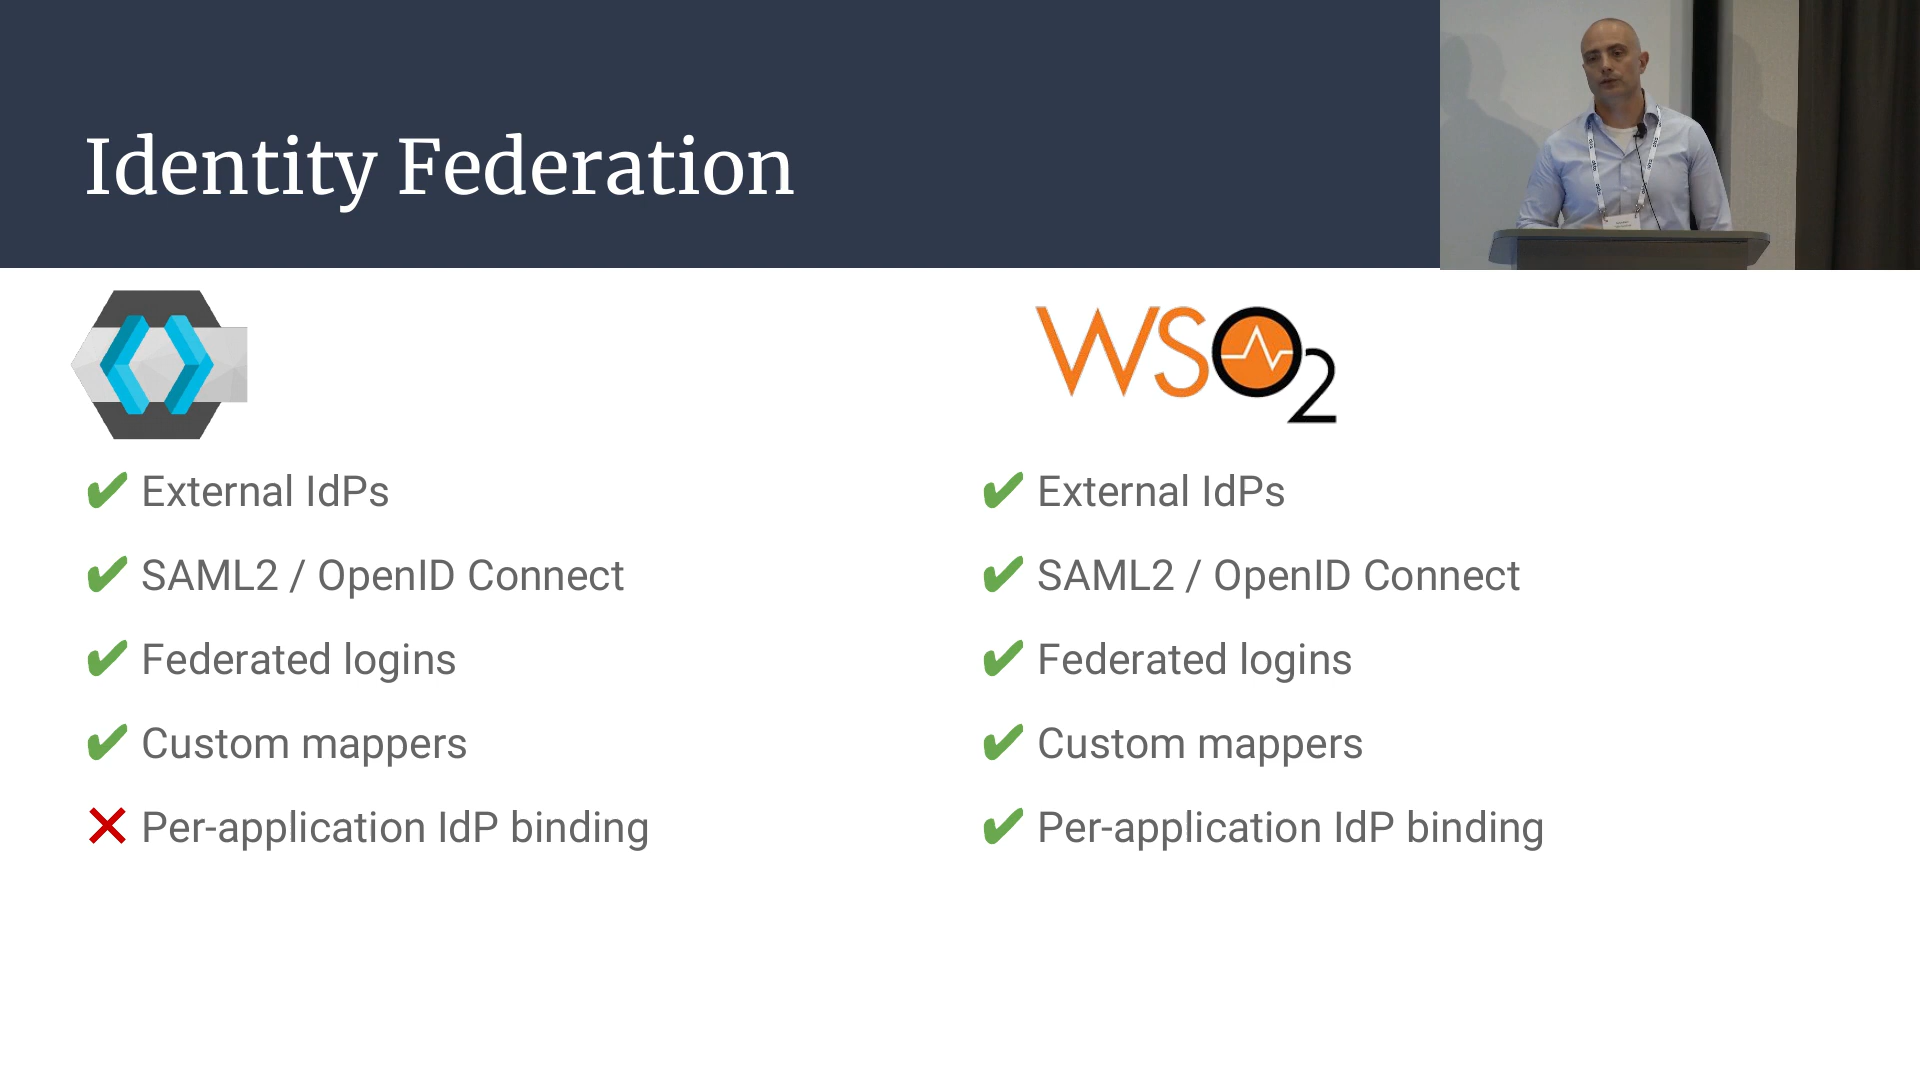 Identity Federation
WSO2
✔ External IdPs
✔ SAML2 / OpenID Connect
✔ Federated logins
✔ Custom mappers
✘ Per-application IdP binding
✔ External IdPs
✔ SAML2 / OpenID Connect
✔ Federated logins
✔ Custom mappers
✔ Per-application IdP binding